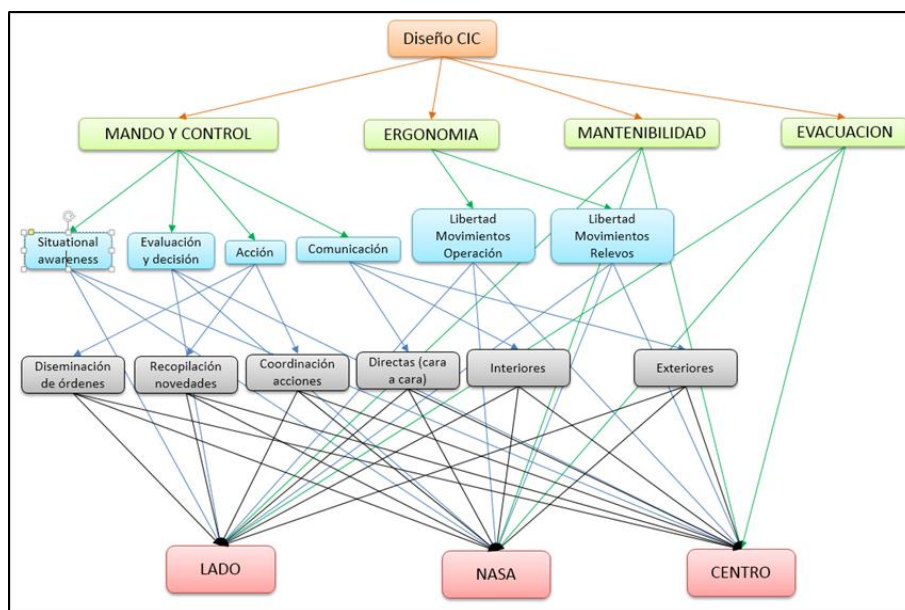 Diseño CIC
MANDO Y CONTROL
ERGONOMIA
MANTENIBILIDAD
EVACUACION
Situational
awareness
Evaluación
y decisión
Acción
Comunicación
Libertad
Movimientos
Operación
Libertad
Movimientos
Relevos
Diseminación
de órdenes
Recopilación
novedades
Coordinación
acciones
Directas (cara
a cara)
Interiores
Exteriores
LADO
NASA
CENTRO